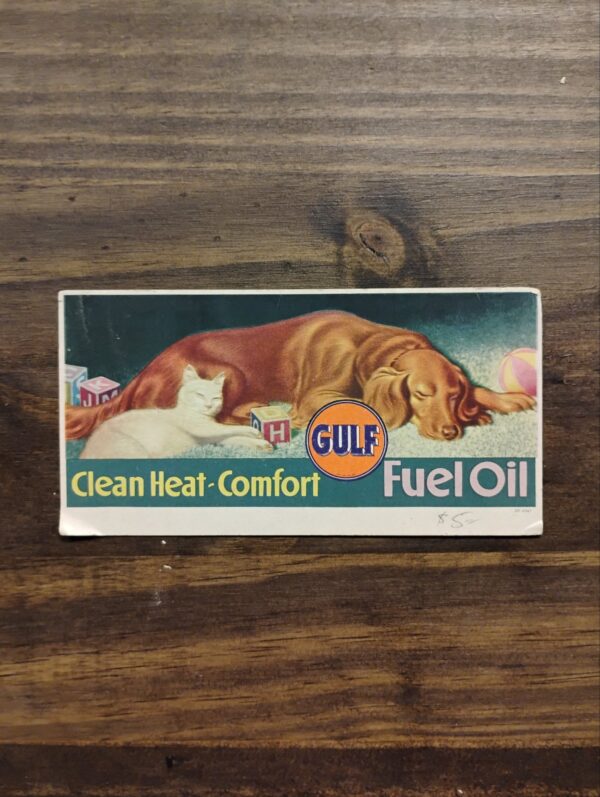 J M
H
GULF
Clean Heat - Comfort
Fuel Oil
$5-